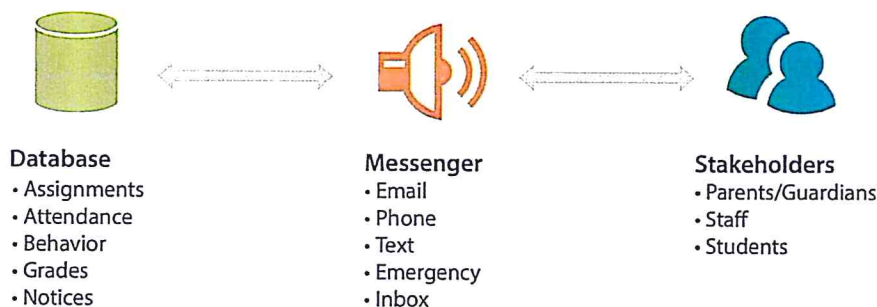 Database
• Assignments
• Attendance
• Behavior
• Grades
• Notices
Messenger
• Email
• Phone
• Text
• Emergency
• Inbox
Stakeholders
• Parents/Guardians
• Staff
• Students